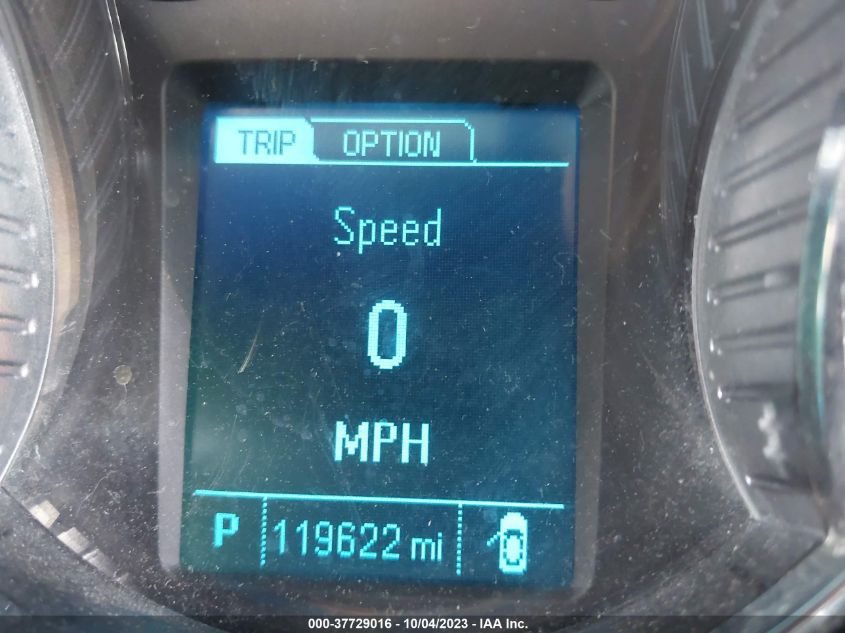 TRIP OPTION
Speed
0
MPH
P 119622 mi
000-37729016 - 10/04/2023 - IAA Inc.